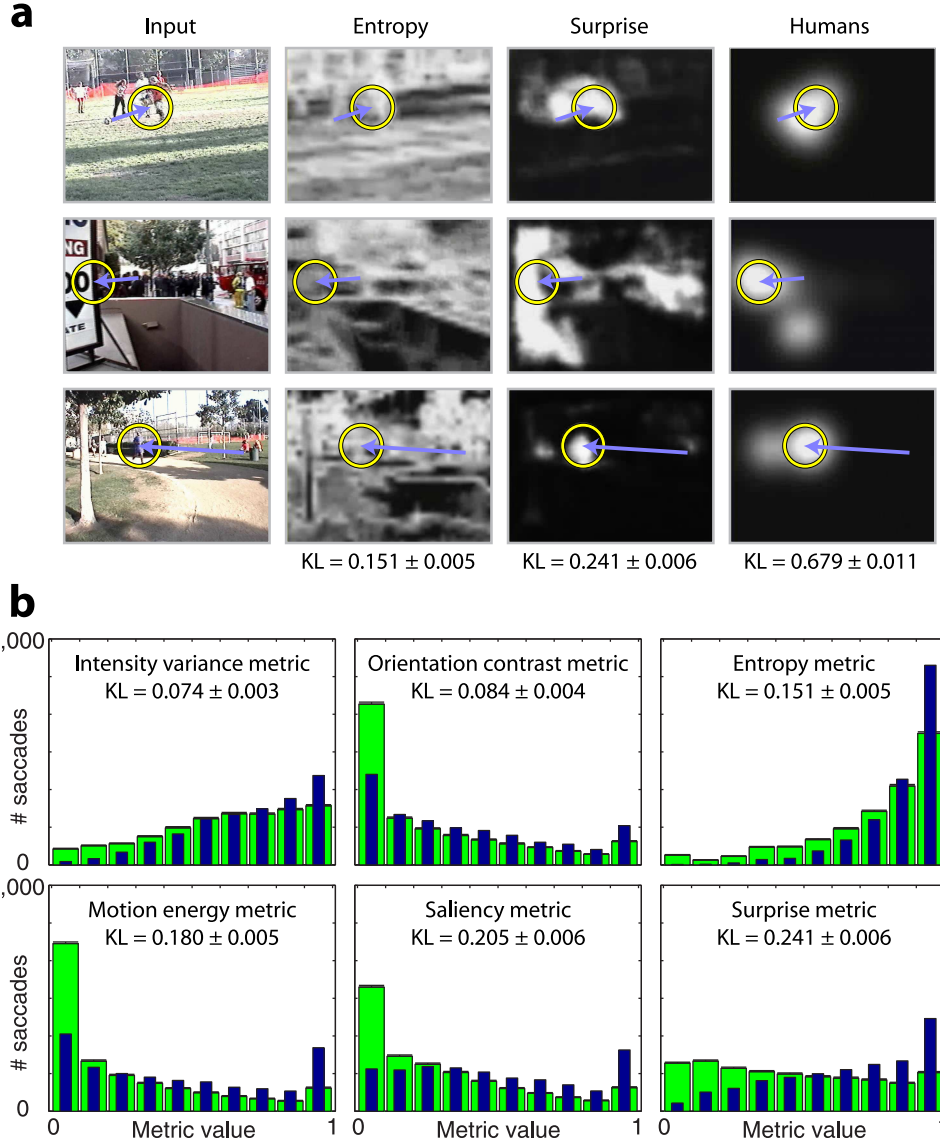 a
Input Entropy Surprise Humans
NG
0
ATE
KL = 0.151 ± 0.005 KL = 0.241 ± 0.006 KL = 0.679 ± 0.011
b
,000
# saccades
0
Intensity variance metric
KL = 0.074 ± 0.003
Orientation contrast metric
KL = 0.084 ± 0.004
Entropy metric
KL = 0.151 ± 0.005
,000
# saccades
0
Motion energy metric
KL = 0.180 ± 0.005
Saliency metric
KL = 0.205 ± 0.006
Surprise metric
KL = 0.241 ± 0.006
0 Metric value 1
0 Metric value 1
0 Metric value